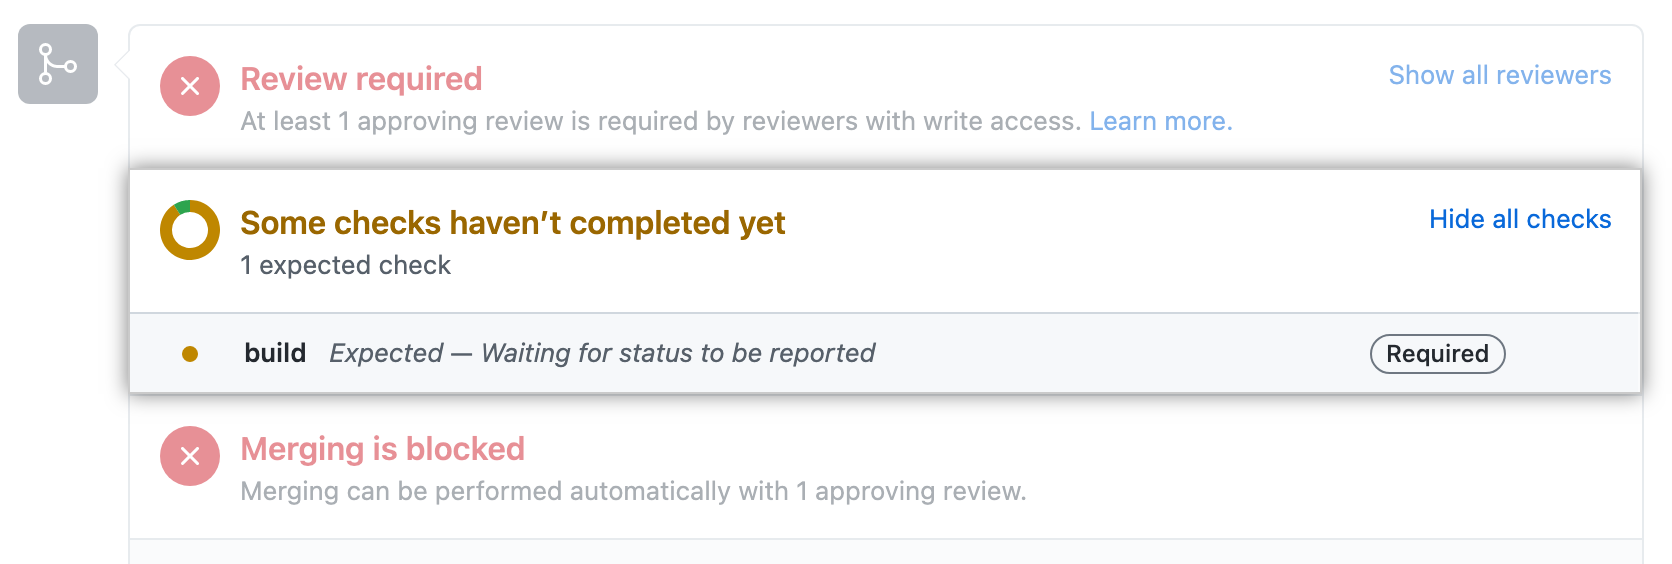 Review required
Show all reviewers
At least 1 approving review is required by reviewers with write access. Learn more.
Some checks haven’t completed yet
Hide all checks
1 expected check
build Expected — Waiting for status to be reported Required
Merging is blocked
Merging can be performed automatically with 1 approving review.